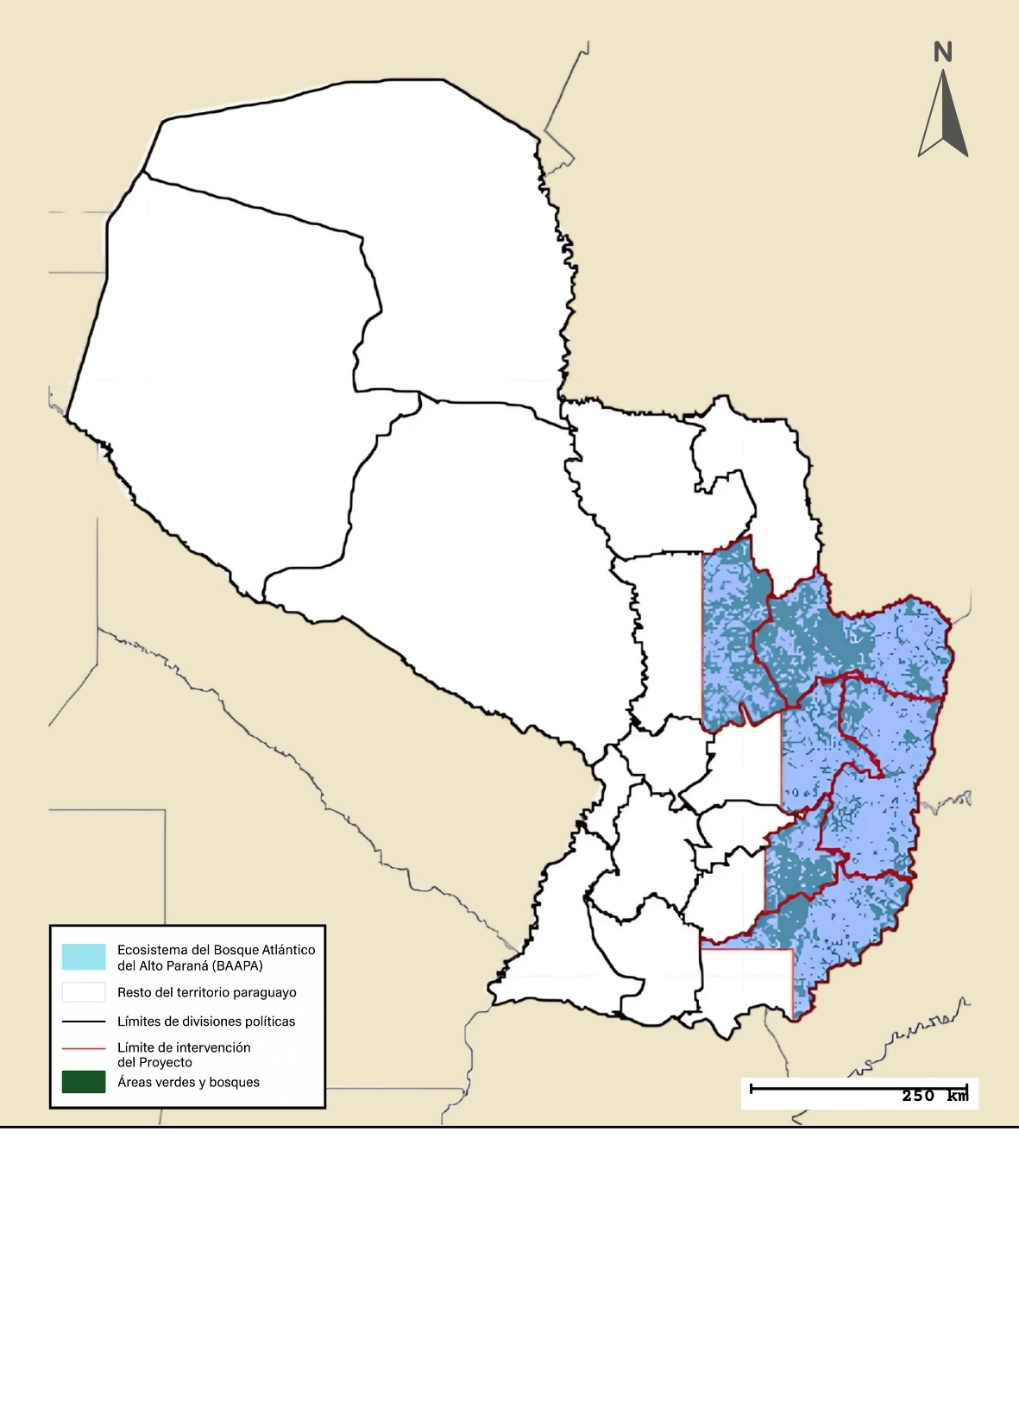 N
Ecosistema del Bosque Atlántico
del Alto Paraná (BAAPA)
Resto del territorio paraguayo
Límites de divisiones políticas
Límite de intervención
del Proyecto
Áreas verdes y bosques
250 km